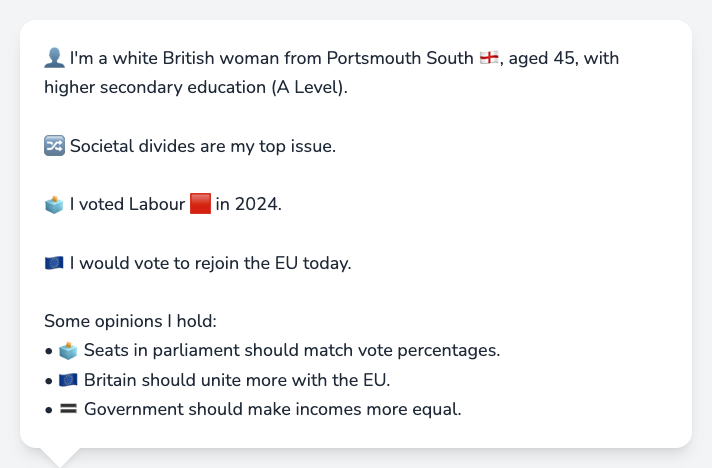 👤 I'm a white British woman from Portsmouth South 🏴󠁧󠁢󠁥󠁮󠁧󠁿, aged 45, with
higher secondary education (A Level).
🔀 Societal divides are my top issue.
🗳️ I voted Labour 🟥 in 2024.
🇪🇺 I would vote to rejoin the EU today.
Some opinions I hold:
• 🗳️ Seats in parliament should match vote percentages.
• 🇪🇺 Britain should unite more with the EU.
• 🟰 Government should make incomes more equal.